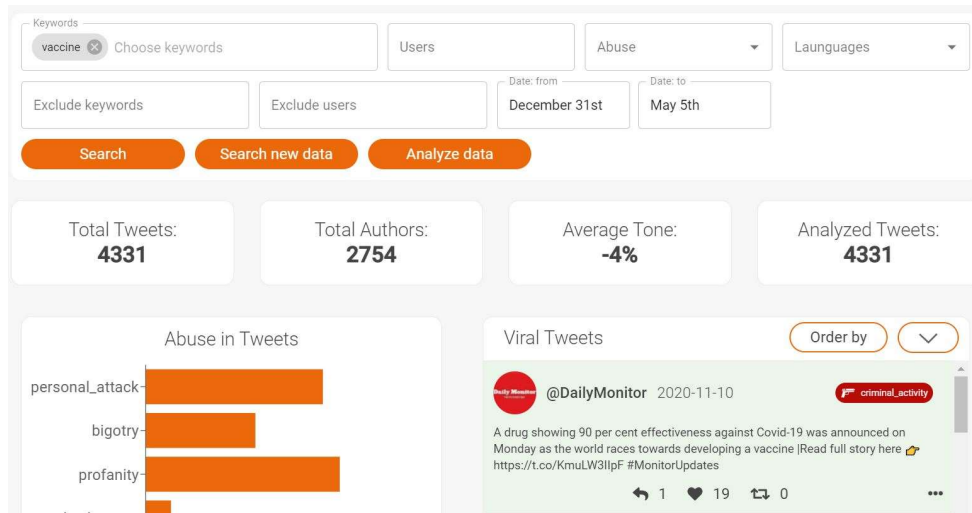 Keywords
vaccine Choose keywords
Users
Abuse
Launguages
Exclude keywords
Exclude users
Date: from
December 31st
Date: to
May 5th
Search
Search new data
Analyze data
Total Tweets:
4331
Total Authors:
2754
Average Tone:
-4%
Analyzed Tweets:
4331
Abuse in Tweets
personal_attack
bigotry
profanity
Viral Tweets
Order by
Daily Monitor
@DailyMonitor 2020-11-10
criminal_activity
A drug showing 90 per cent effectiveness against Covid-19 was announced on
Monday as the world races towards developing a vaccine |Read full story here 👉
https://t.co/KmuLW3IIpF #MonitorUpdates
1 19 0